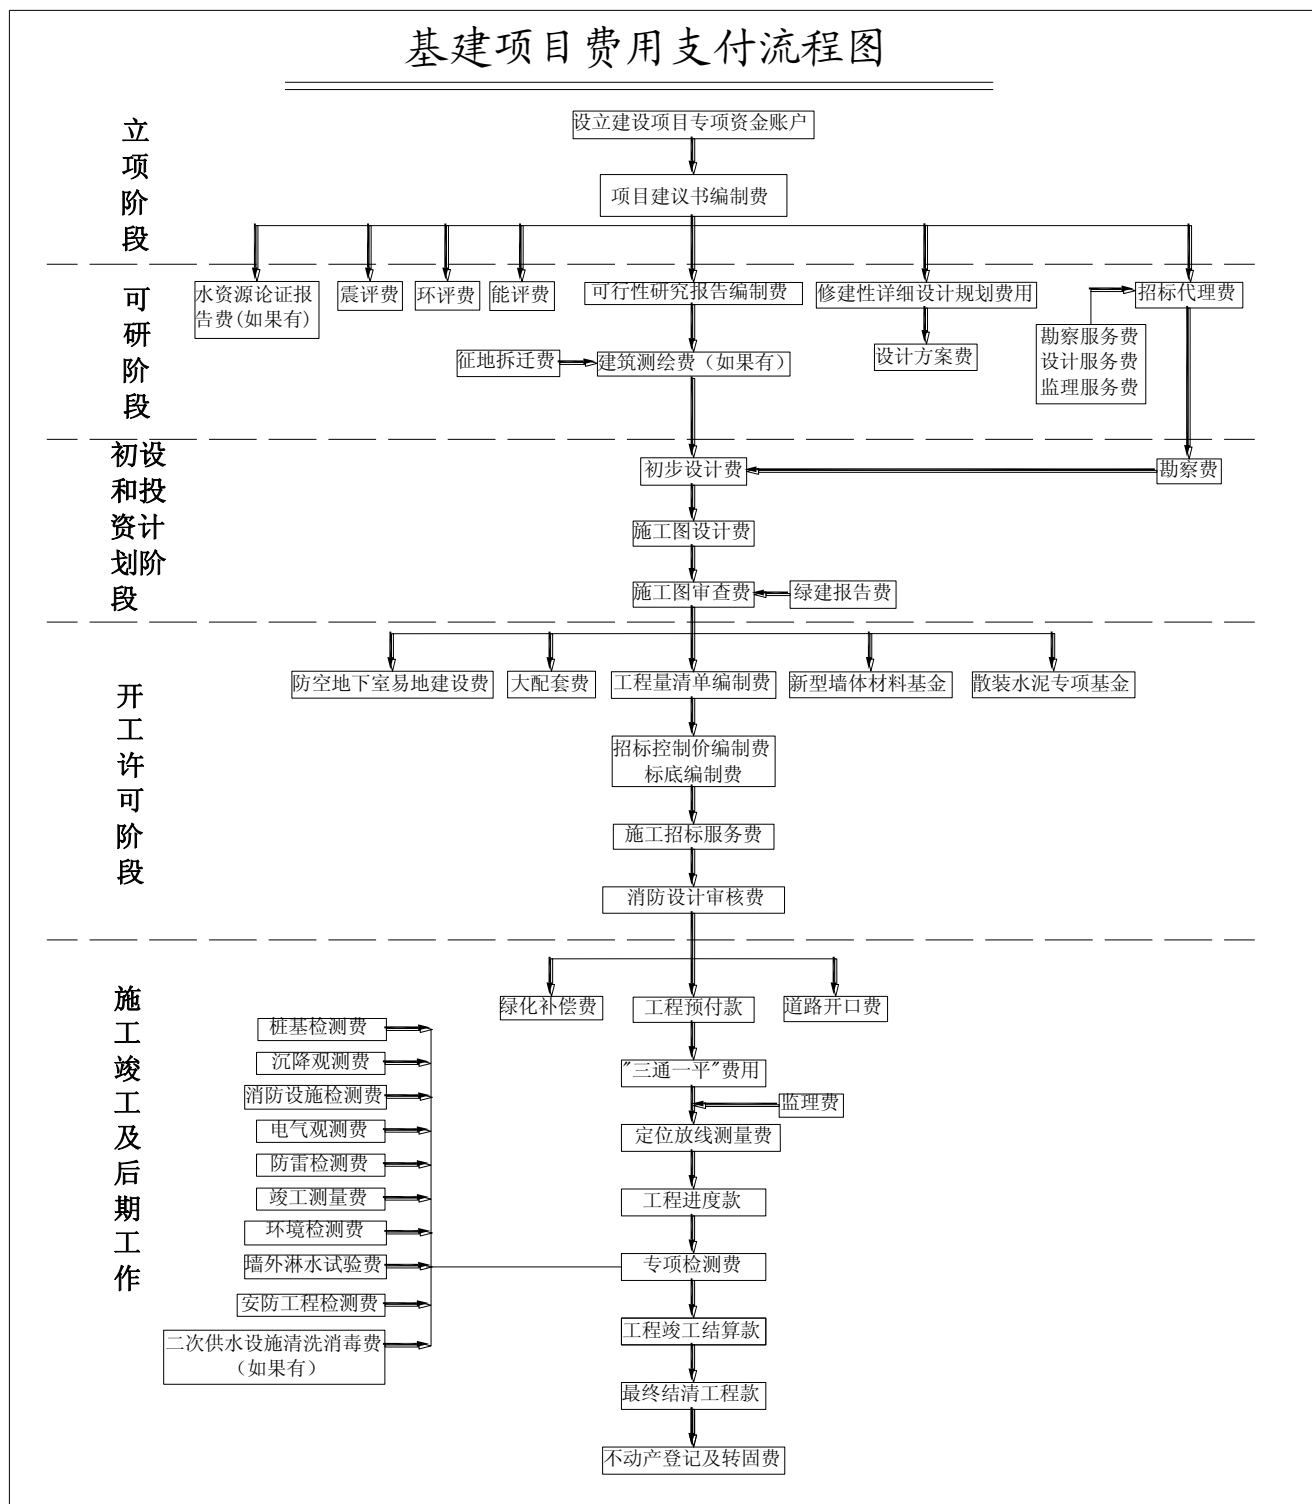 基建项目费用支付流程图
立
项
阶
段
设立建设项目专项资金账户
项目建议书编制费
可
研
阶
段
水资源论证报
告费(如果有)
震评费
环评费
能评费
可行性研究报告编制费
修建性详细设计规划费用
招标代理费
征地拆迁费
建筑测绘费（如果有）
设计方案费
勘察服务费
设计服务费
监理服务费
初设
和投
资计
划阶
段
初步设计费
勘察费
施工图设计费
施工图审查费
绿建报告费
开
工
许
可
阶
段
防空地下室易地建设费
大配套费
工程量清单编制费
新型墙体材料基金
散装水泥专项基金
招标控制价编制费
标底编制费
施工招标服务费
消防设计审核费
施
工
竣
工
及
后
期
工
作
绿化补偿费
工程预付款
道路开口费
"三通一平"费用
监理费
定位放线测量费
工程进度款
专项检测费
桩基检测费
沉降观测费
消防设施检测费
电气观测费
防雷检测费
竣工测量费
环境检测费
墙外淋水试验费
安防工程检测费
二次供水设施清洗消毒费
（如果有）
工程竣工结算款
最终结清工程款
不动产登记及转固费